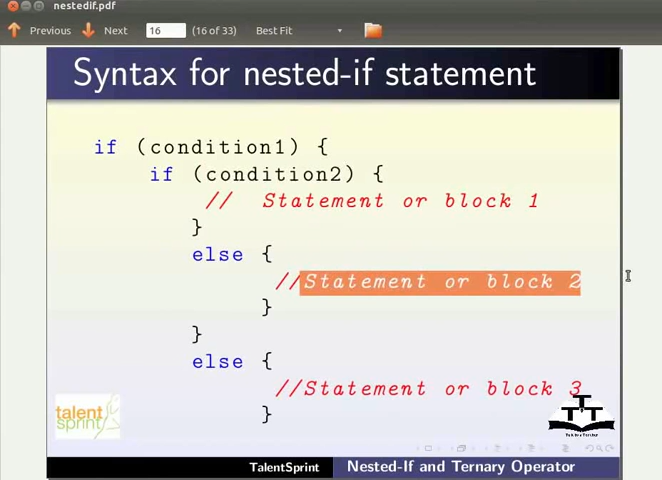 nestedif.pdf
Previous Next 16 (16 of 33) Best Fit
Syntax for nested-if statement
if (condition1) {
if (condition2) {
// Statement or block 1
}
else {
//Statement or block 2
}
}
else {
//Statement or block 3
}
talent
sprint
TalentSprint Nested-If and Ternary Operator